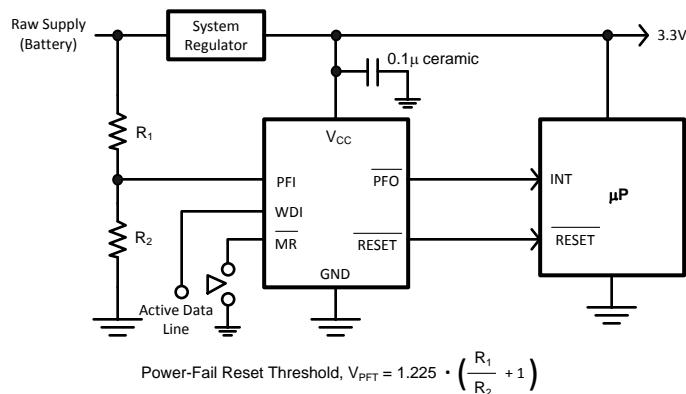 Raw Supply
(Battery)
System
Regulator
3.3V
0.1μ ceramic
R1
VCC
PFI
PFO
INT
μP
WDI
R2
MR
RESET
RESET
GND
Active Data
Line
Power-Fail Reset Threshold, VPFT = 1.225 • (R1/R2 + 1)